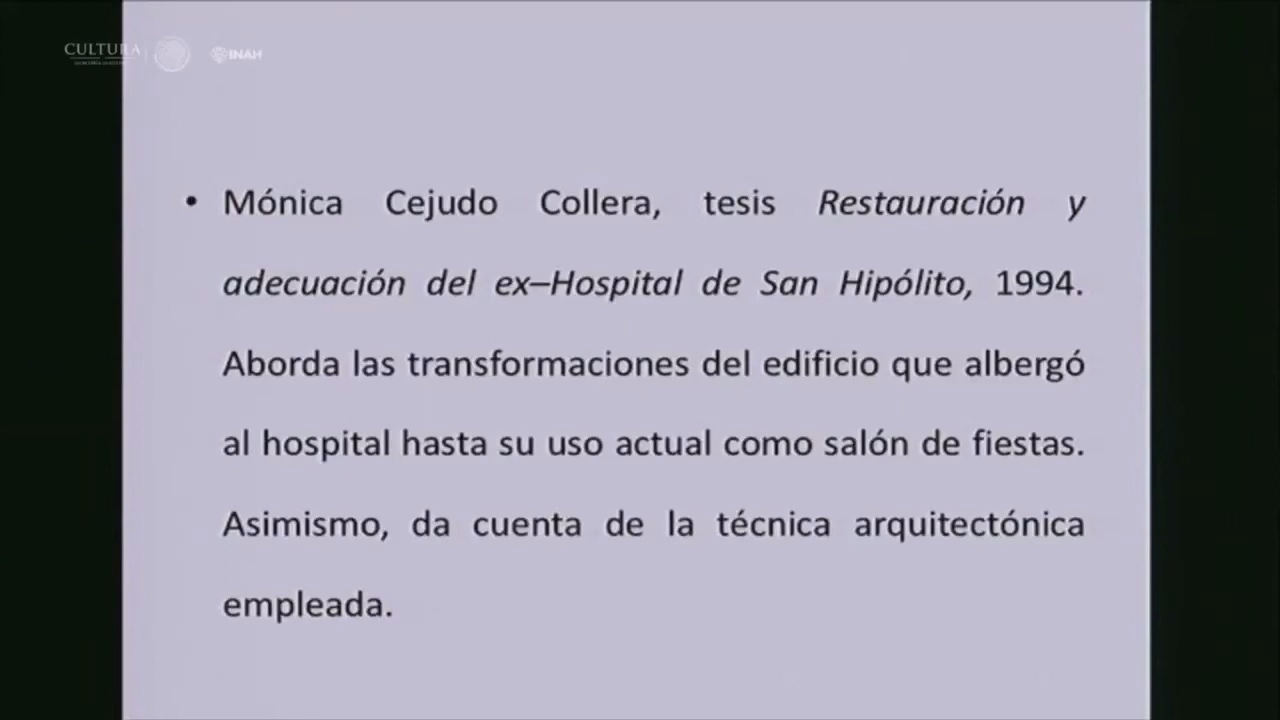 CULTURA
INAH
• Mónica Cejudo Collera, tesis Restauración y
adecuación del ex–Hospital de San Hipólito, 1994.
Aborda las transformaciones del edificio que albergó
al hospital hasta su uso actual como salón de fiestas.
Asimismo, da cuenta de la técnica arquitectónica
empleada.